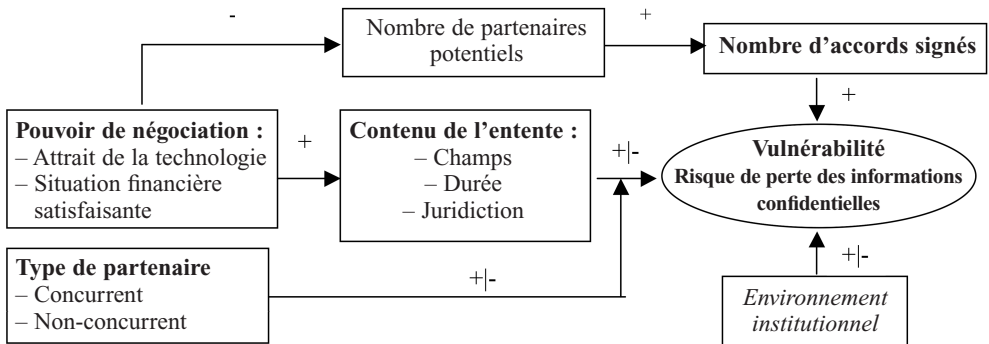 -
Nombre de partenaires
potentiels
+
Nombre d’accords signés
+
Pouvoir de négociation :
– Attrait de la technologie
– Situation financière
satisfaisante
+
Contenu de l’entente :
– Champs
– Durée
– Juridiction
+|-
Vulnérabilité
Risque de perte des informations
confidentielles
Type de partenaire
– Concurrent
– Non-concurrent
+|-
+|-
Environnement
institutionnel